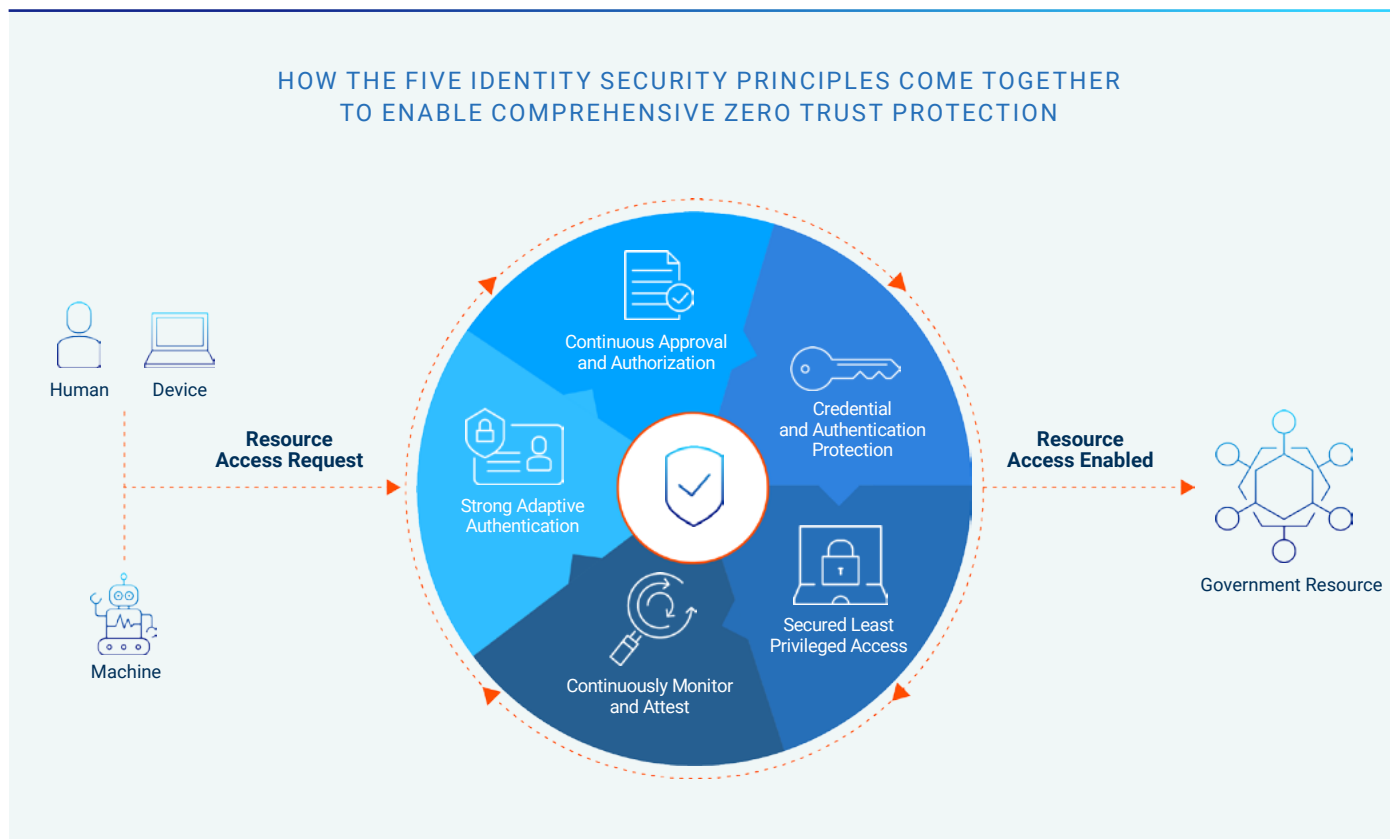 HOW THE FIVE IDENTITY SECURITY PRINCIPLES COME TOGETHER
TO ENABLE COMPREHENSIVE ZERO TRUST PROTECTION
Human
Device
Machine
Resource
Access Request
Strong Adaptive
Authentication
Continuous Approval
and Authorization
Credential
and Authentication
Protection
Secured Least
Privileged Access
Continuously Monitor
and Attest
Resource
Access Enabled
Government Resource